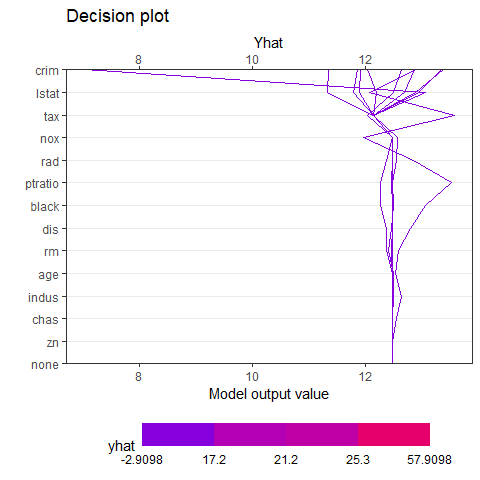 Decision plot
Yhat
8 10 12
crim
lstat
tax
nox
rad
ptratio
black
dis
rm
age
indus
chas
zn
none
8 10 12
Model output value
yhat
-2.9098 17.2 21.2 25.3 57.9098